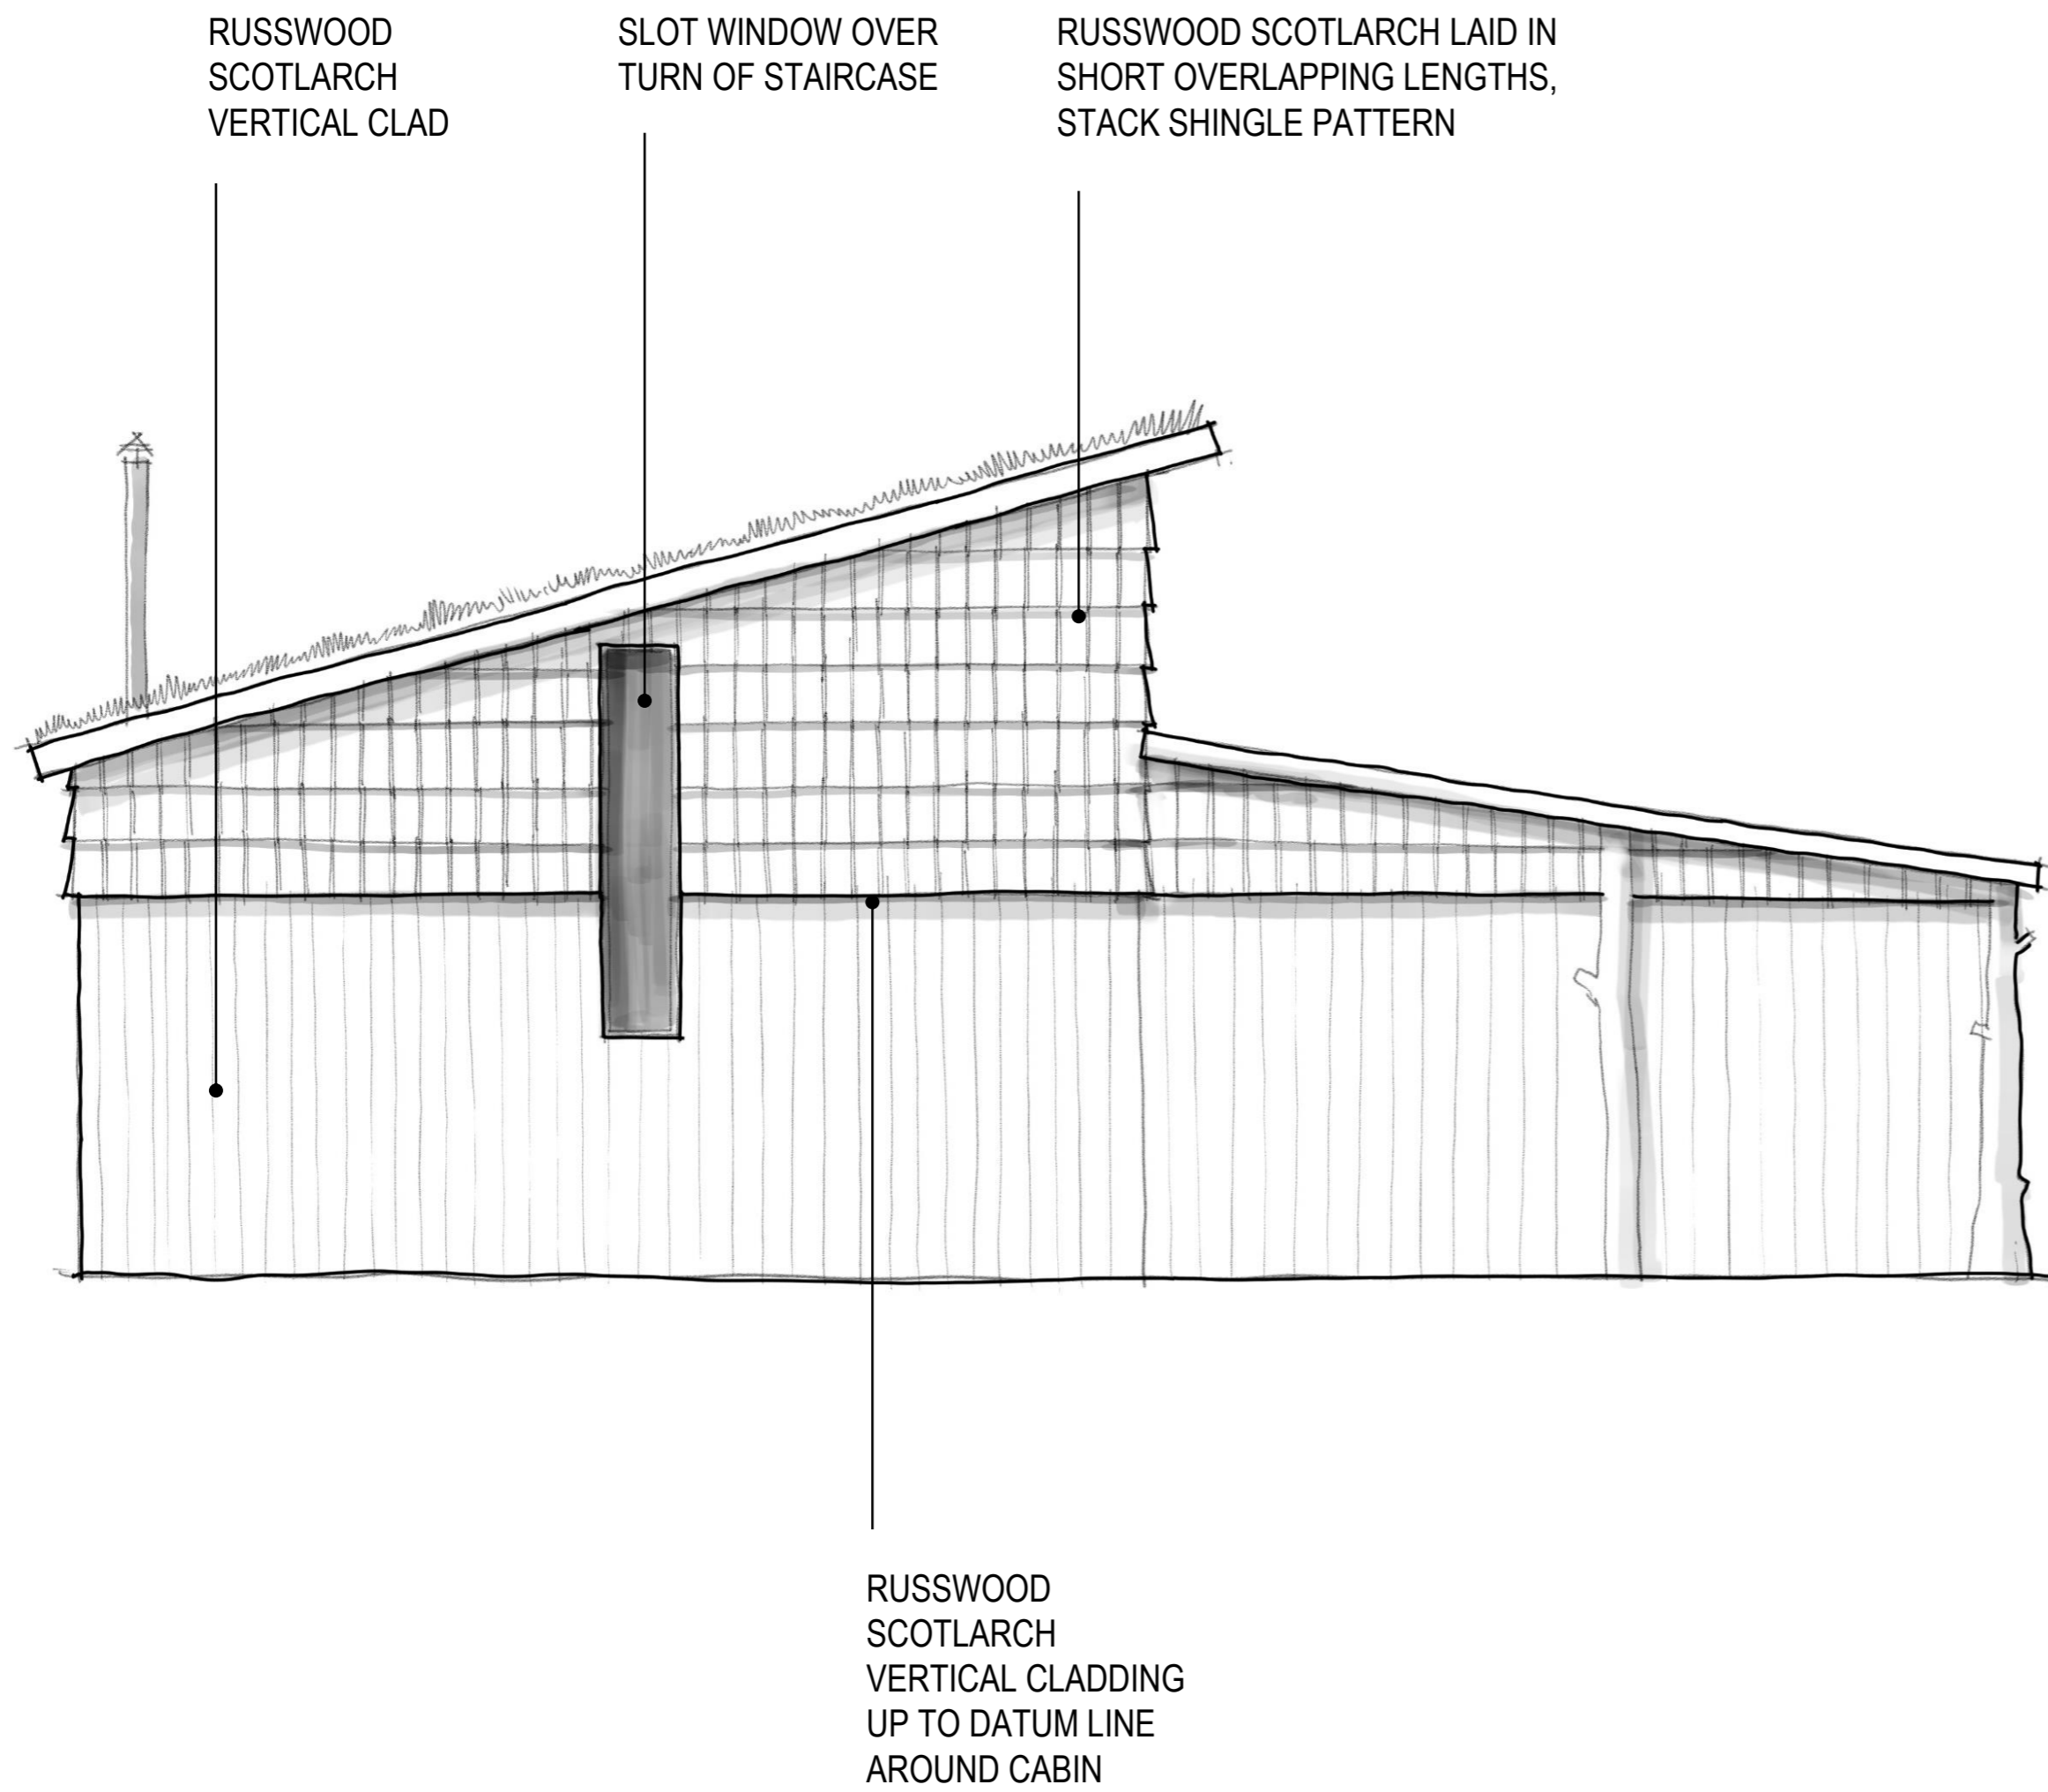 RUSSWOOD
SCOTLARCH
VERTICAL CLAD
SLOT WINDOW OVER
TURN OF STAIRCASE
RUSSWOOD SCOTLARCH LAID IN
SHORT OVERLAPPING LENGTHS,
STACK SHINGLE PATTERN
RUSSWOOD
SCOTLARCH
VERTICAL CLADDING
UP TO DATUM LINE
AROUND CABIN